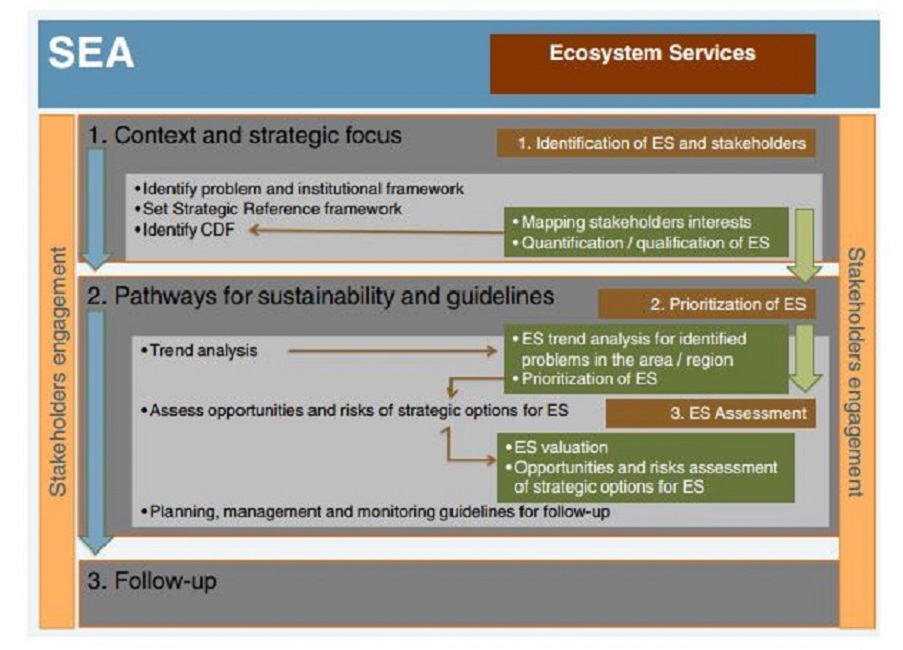 SEA
Ecosystem Services
Stakeholders engagement
1. Context and strategic focus
1. Identification of ES and stakeholders
•Identify problem and institutional framework
•Set Strategic Reference framework
•Identify CDF
•Mapping stakeholders interests
•Quantification / qualification of ES
2. Pathways for sustainability and guidelines
2. Prioritization of ES
•Trend analysis
•ES trend analysis for identified
problems in the area / region
•Prioritization of ES
•Assess opportunities and risks of strategic options for ES
3. ES Assessment
•ES valuation
•Opportunities and risks assessment
of strategic options for ES
•Planning, management and monitoring guidelines for follow-up
3. Follow-up
Stakeholders engagement